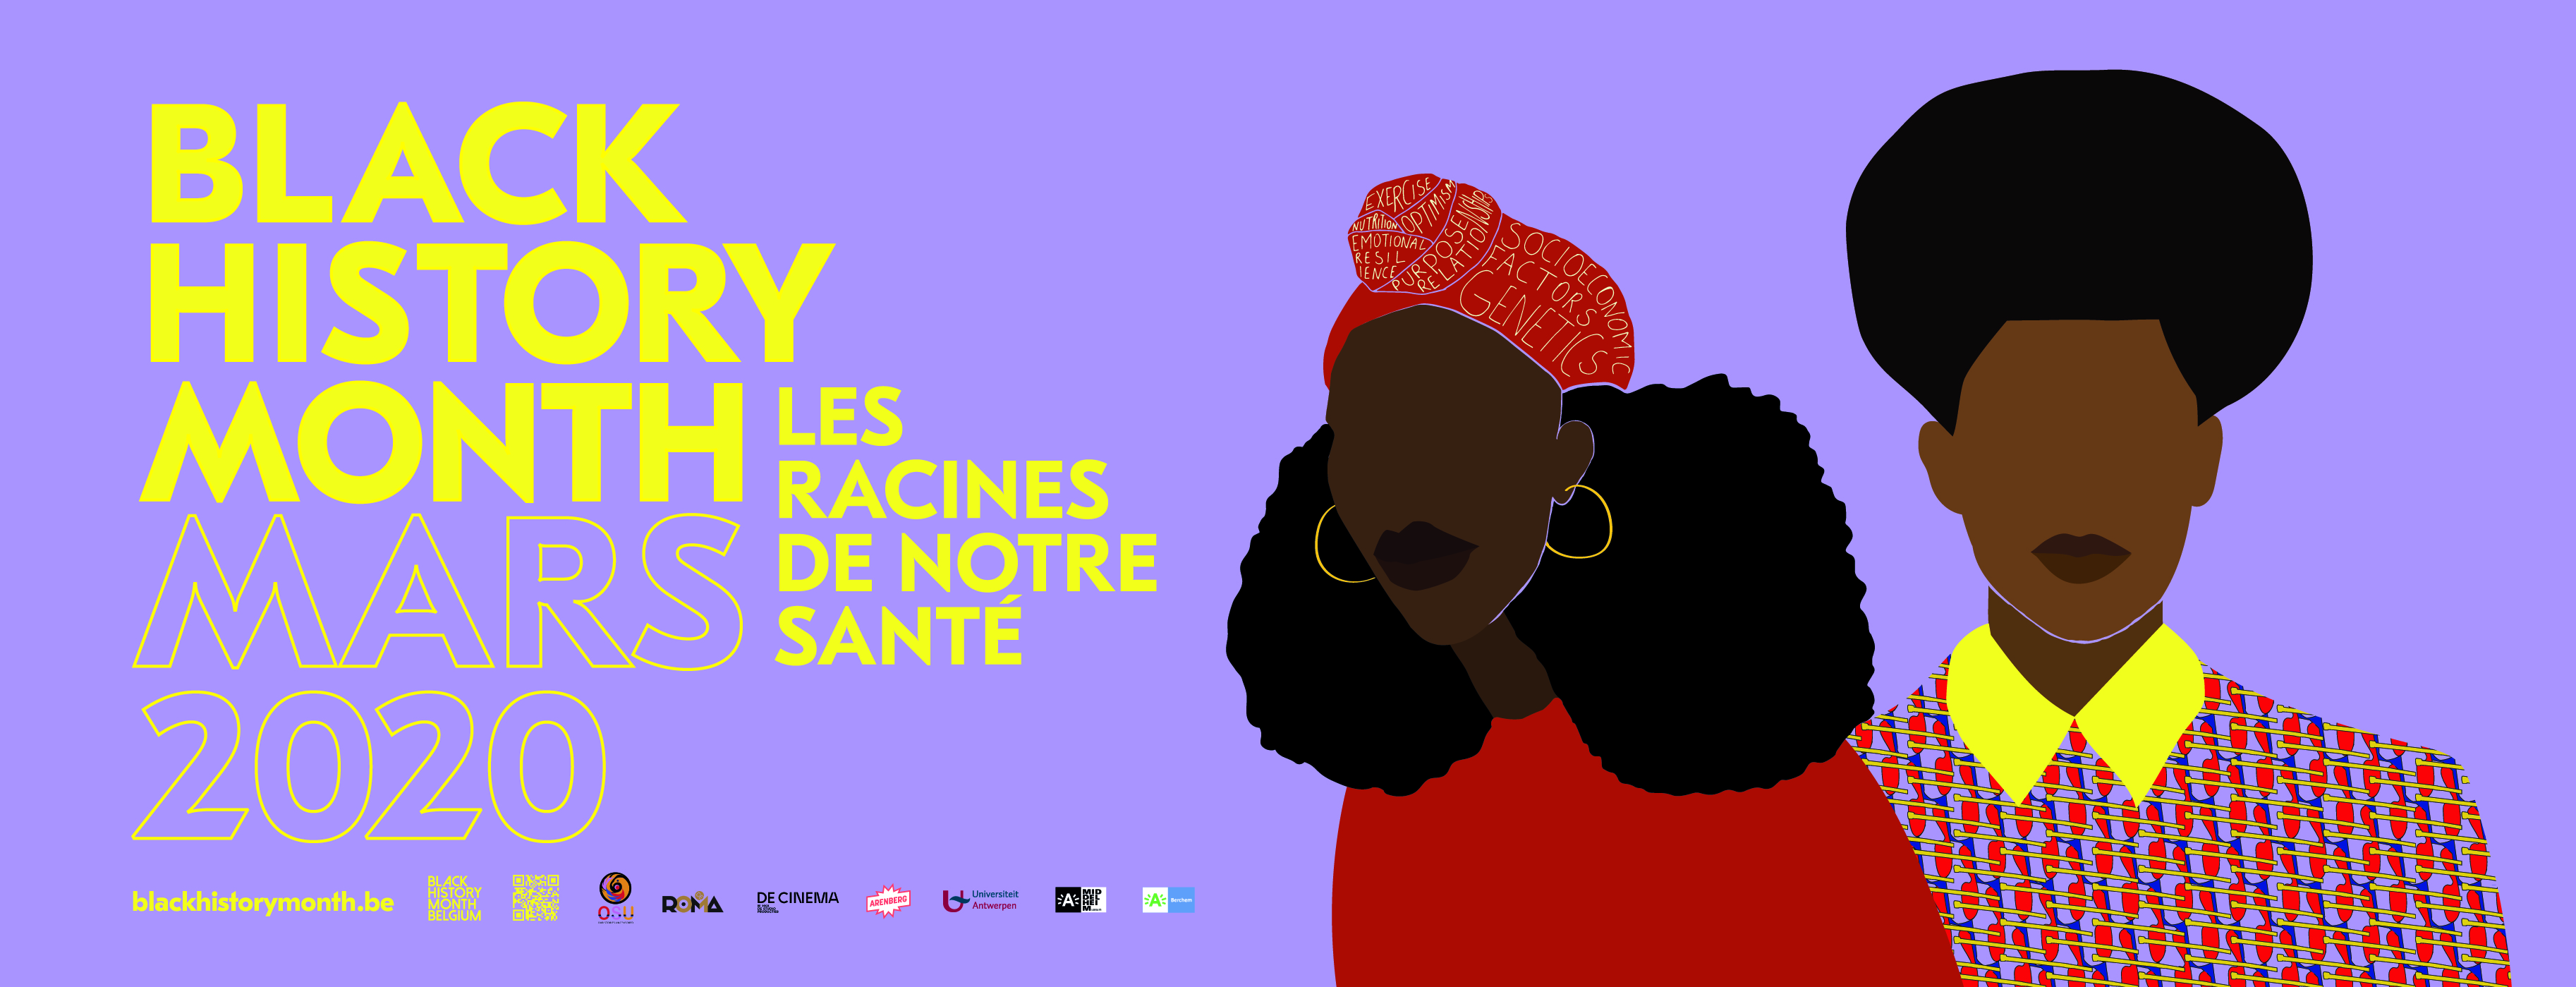 BLACK
HISTORY
MONTH
MARS
2020
LES
RACINES
DE NOTRE
SANTÉ
EXERCISE
OPTIMISM
NUTRITION
EMOTIONAL
RESIL
IENCE
PURPOSE
RELATIONSHIPS
SOCIOECONOMIC
FACTORS
GENETICS
blackhistorymonth.be
BLACK
HISTORY
MONTH
BELGIUM
O.S.U
ROMA
DE CINEMA
ARENBERG
Universiteit
Antwerpen
A
Berchem